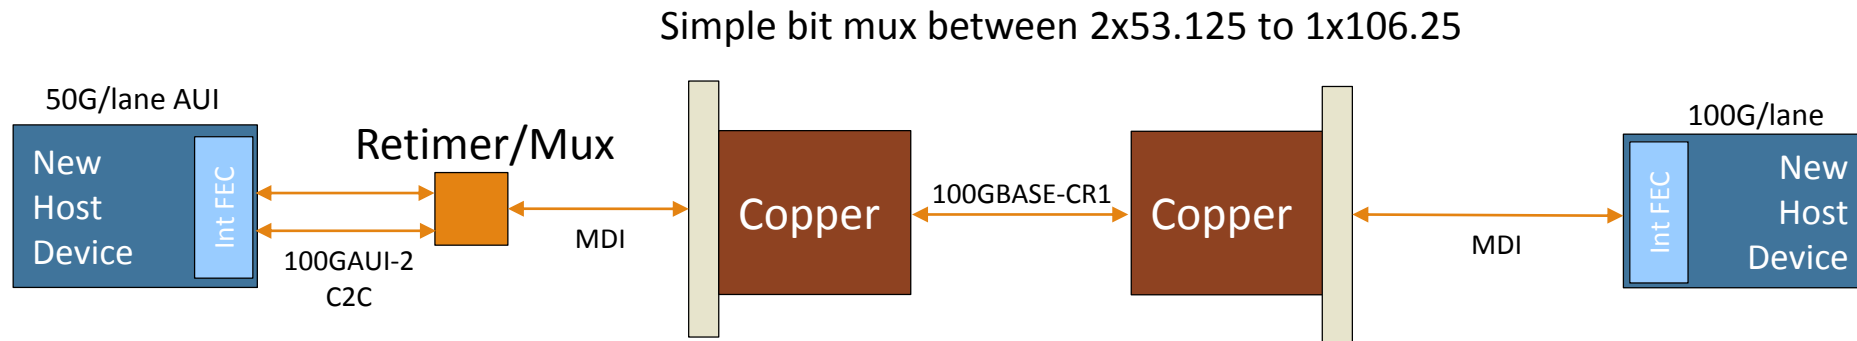 Simple bit mux between 2x53.125 to 1x106.25
50G/lane AUI
New
Host
Device
Int FEC
100GAUI-2
C2C
Retimer/Mux
MDI
Copper
100GBASE-CR1
Copper
MDI
100G/lane
Int FEC
New
Host
Device